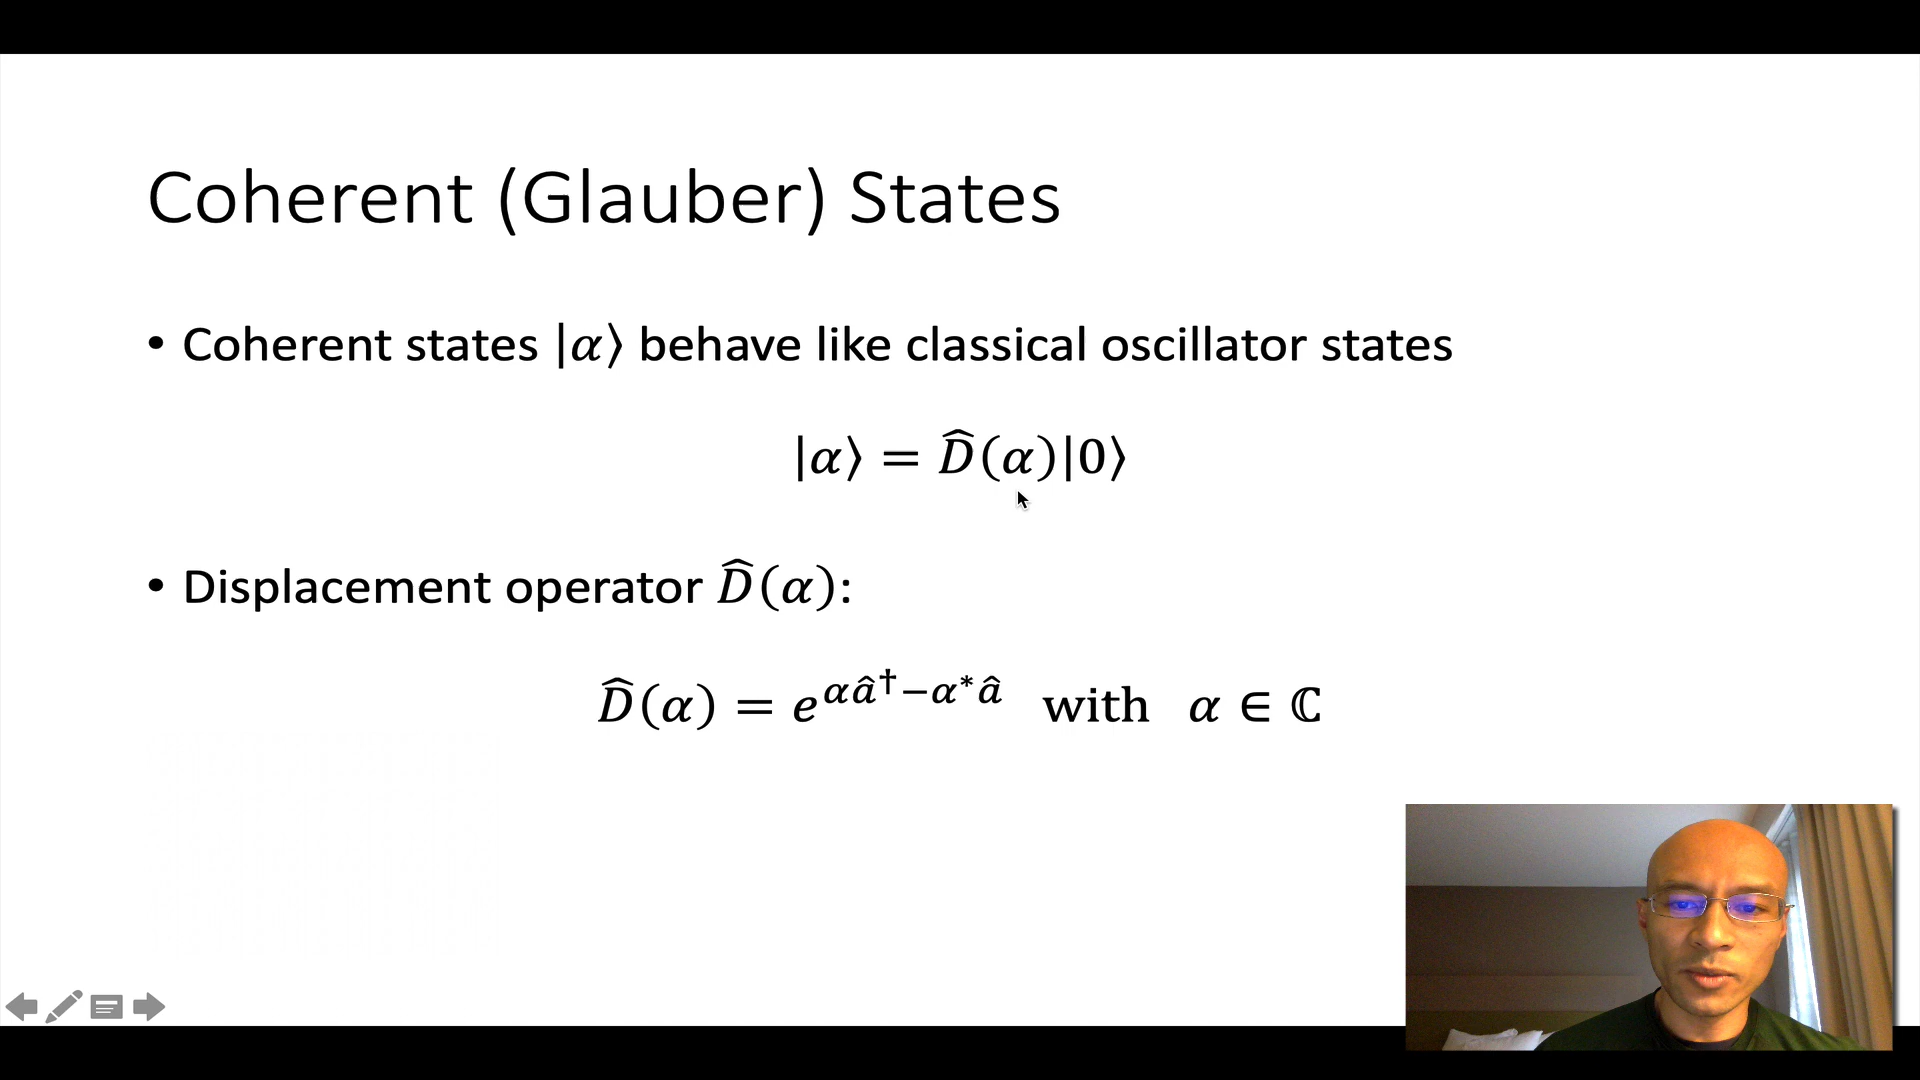 Coherent (Glauber) States
• Coherent states |α⟩ behave like classical oscillator states
|α⟩ = D̂(α)|0⟩
• Displacement operator D̂(α):
D̂(α) = e^{αâ†−α*â} with α ∈ ℂ